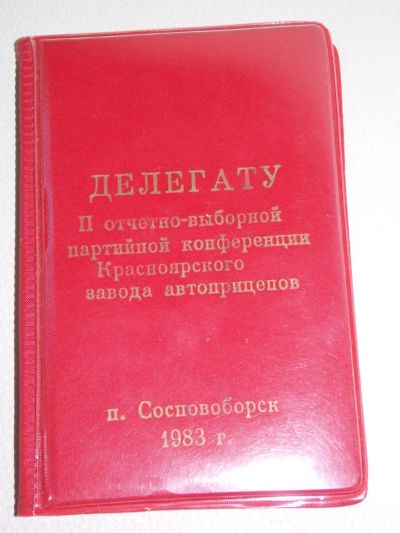 ДЕЛЕГАТУ
II отчетно-выборной
партийной конференции
Красноярского
завода автоприцепов
п. Сосновоборск
1983 г.